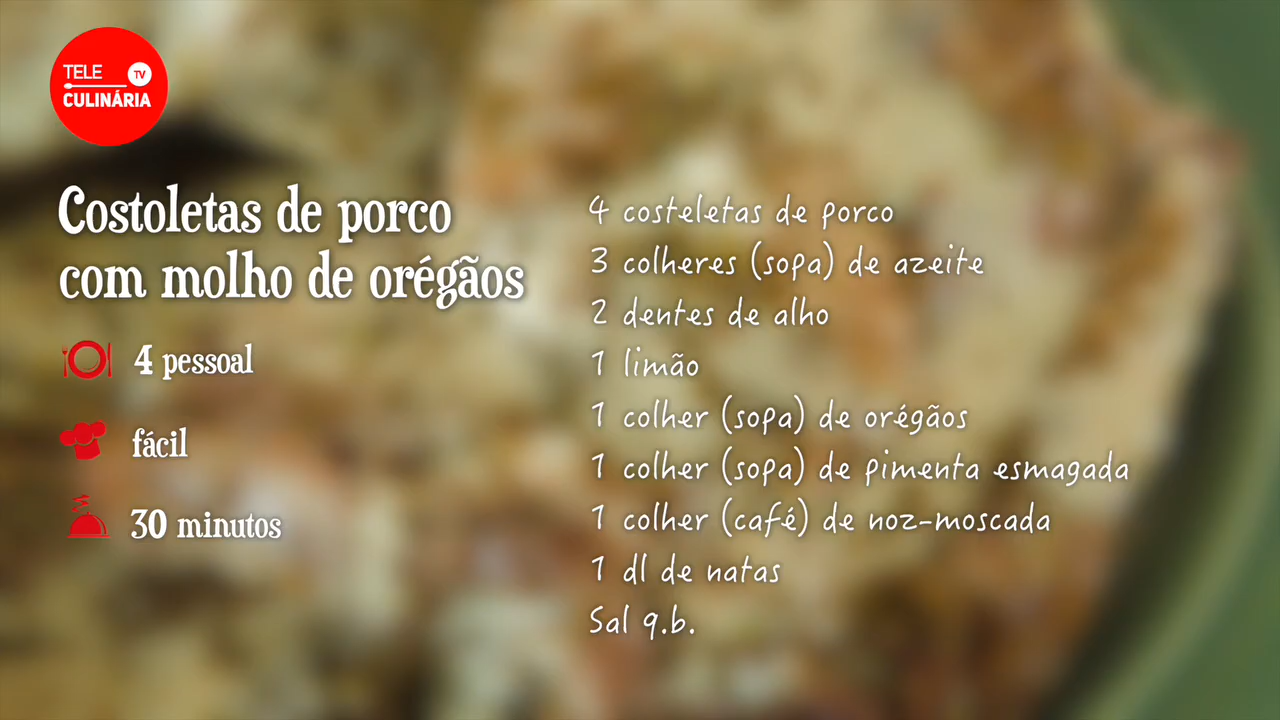 TELE TV
CULINÁRIA
Costoletas de porco
com molho de orégãos
4 pessoal
fácil
30 minutos
4 costeletas de porco
3 colheres (sopa) de azeite
2 dentes de alho
1 limão
1 colher (sopa) de orégãos
1 colher (sopa) de pimenta esmagada
1 colher (café) de noz-moscada
1 dl de natas
Sal q.b.